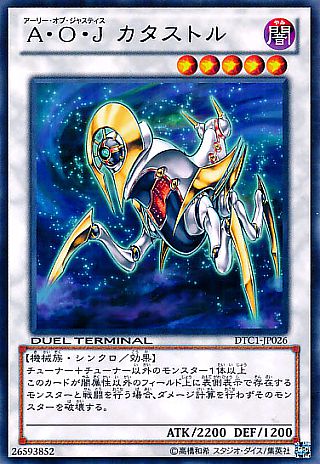 アーリー・オブ・ジャスティス
A・O・J カタストル
闇
DUEL TERMINAL
DTC1-JP026
【機械族・シンクロ/効果】
チューナー+チューナー以外のモンスター1体以上
このカードが闇属性以外のフィールド上に表側表示で存在する
モンスターと戦闘を行う場合、ダメージ計算を行わずそのモン
スターを破壊する。
ATK/2200 DEF/1200
26593852
©高橋和希 スタジオ・ダイス/集英社